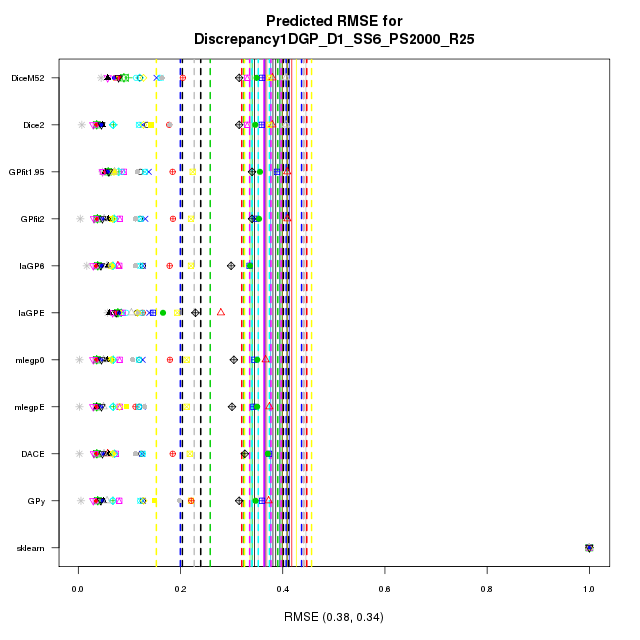 Predicted RMSE for
Discrepancy1DGP_D1_SS6_PS2000_R25
DiceM52
Dice2
GPfit1.95
GPfit2
laGP6
laGPE
mlegp0
mlegpE
DACE
GPy
sklearn
0.0 0.2 0.4 0.6 0.8 1.0
RMSE (0.38, 0.34)